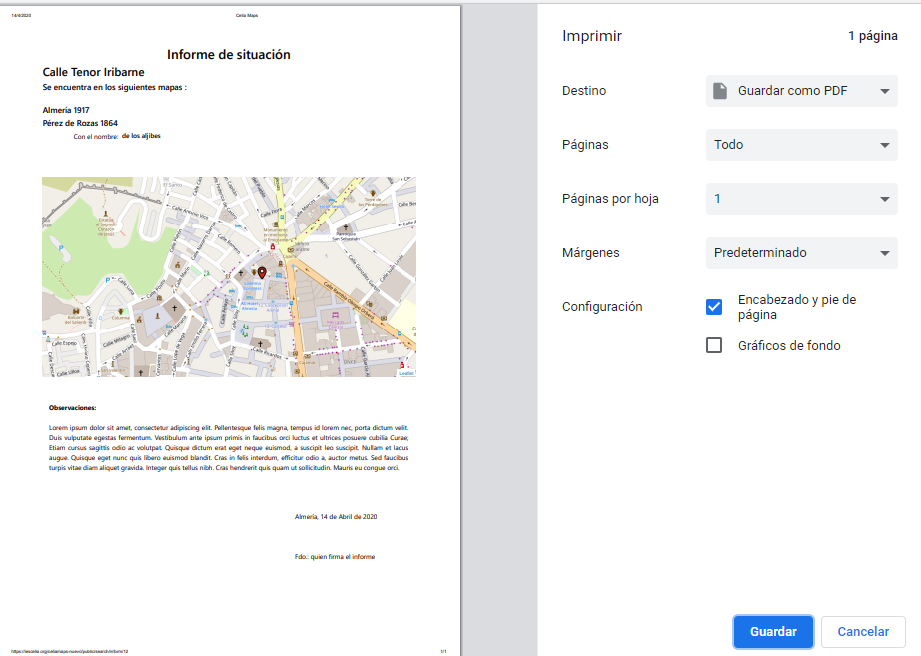 14/4/2020
Celia Maps
Informe de situación
Calle Tenor Iribarne
Se encuentra en los siguientes mapas :
Almería 1917
Pérez de Rozas 1864
Con el nombre: de los aljibes
Leaflet
Observaciones:
Lorem ipsum dolor sit amet, consectetur adipiscing elit. Pellentesque felis magna, tempus id lorem nec, porta dictum velit.
Duis vulputate egestas fermentum. Vestibulum ante ipsum primis in faucibus orci luctus et ultrices posuere cubilia Curae;
Etiam cursus sagittis odio ac volutpat. Quisque dictum erat eget neque euismod, a suscipit leo suscipit. Nullam et lacus
augue. Quisque eget nunc quis libero euismod blandit. Cras in felis interdum, efficitur odio a, auctor metus. Sed faucibus
turpis vitae diam aliquet gravida. Integer quis tellus nibh. Cras hendrerit quis quam ut sollicitudin. Mauris eu congue orci.
Almería, 14 de Abril de 2020
Fdo.: quien firma el informe
1/1
Imprimir
1 página
Destino
Guardar como PDF
Páginas
Todo
Páginas por hoja
1
Márgenes
Predeterminado
Configuración
Encabezado y pie de
página
Gráficos de fondo
Guardar
Cancelar